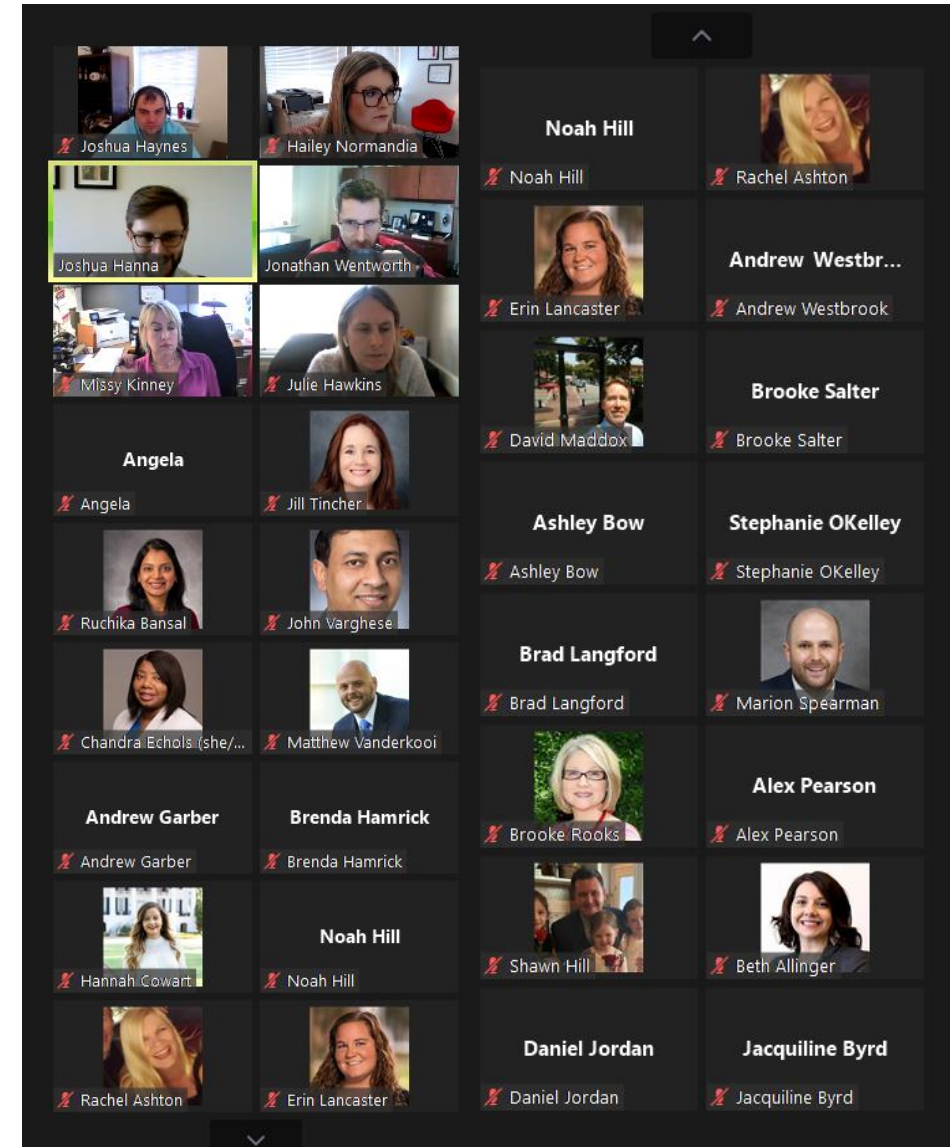 Joshua Haynes
Hailey Normandia
Joshua Hanna
Jonathan Wentworth
Missy Kinney
Julie Hawkins
Angela
Angela
Jill Tincher
Ruchika Bansal
John Varghese
Chandra Echols (she/...
Matthew Vanderkooi
Andrew Garber
Andrew Garber
Brenda Hamrick
Brenda Hamrick
Hannah Cowart
Noah Hill
Noah Hill
Rachel Ashton
Erin Lancaster
Noah Hill
Noah Hill
Rachel Ashton
Erin Lancaster
Andrew Westbr...
Andrew Westbrook
David Maddox
Brooke Salter
Brooke Salter
Ashley Bow
Ashley Bow
Stephanie OKelley
Stephanie OKelley
Brad Langford
Brad Langford
Marion Spearman
Brooke Rooks
Alex Pearson
Alex Pearson
Shawn Hill
Beth Allinger
Daniel Jordan
Daniel Jordan
Jacquiline Byrd
Jacquiline Byrd